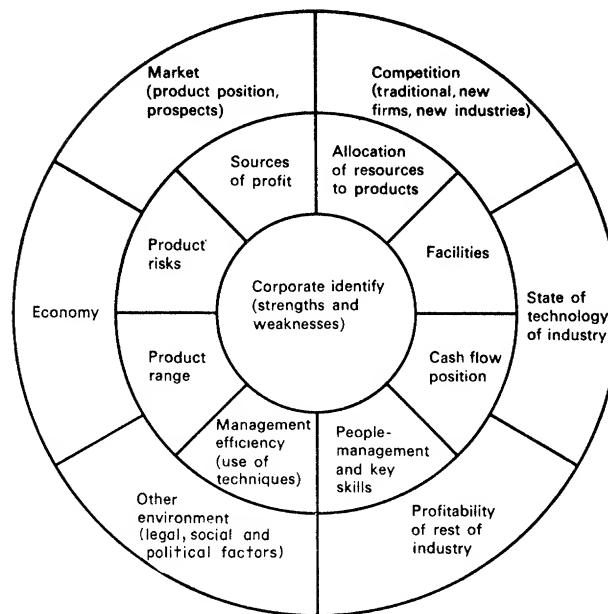 Market
(product position,
prospects)
Competition
(traditional, new
firms, new industries)
Sources
of profit
Allocation
of resources
to products
Product
risks
Facilities
Corporate identify
(strengths and
weaknesses)
Economy
State of
technology
of industry
Product
range
Cash flow
position
Management
efficiency
(use of
techniques)
People-
management
and key
skills
Other
environment
(legal, social and
political factors)
Profitability
of rest of
industry